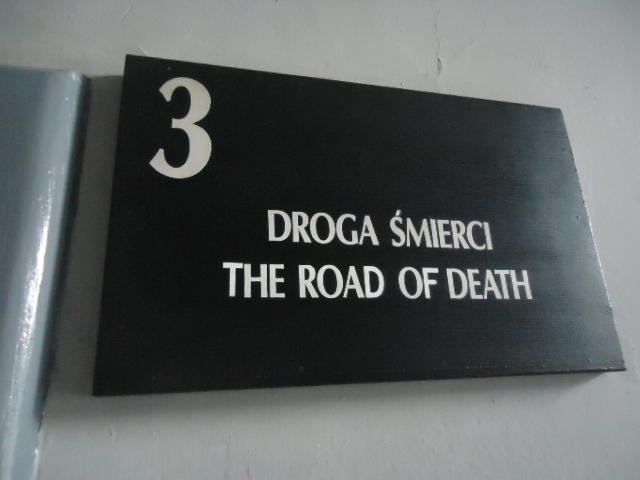 3
DROGA ŚMIERCI
THE ROAD OF DEATH